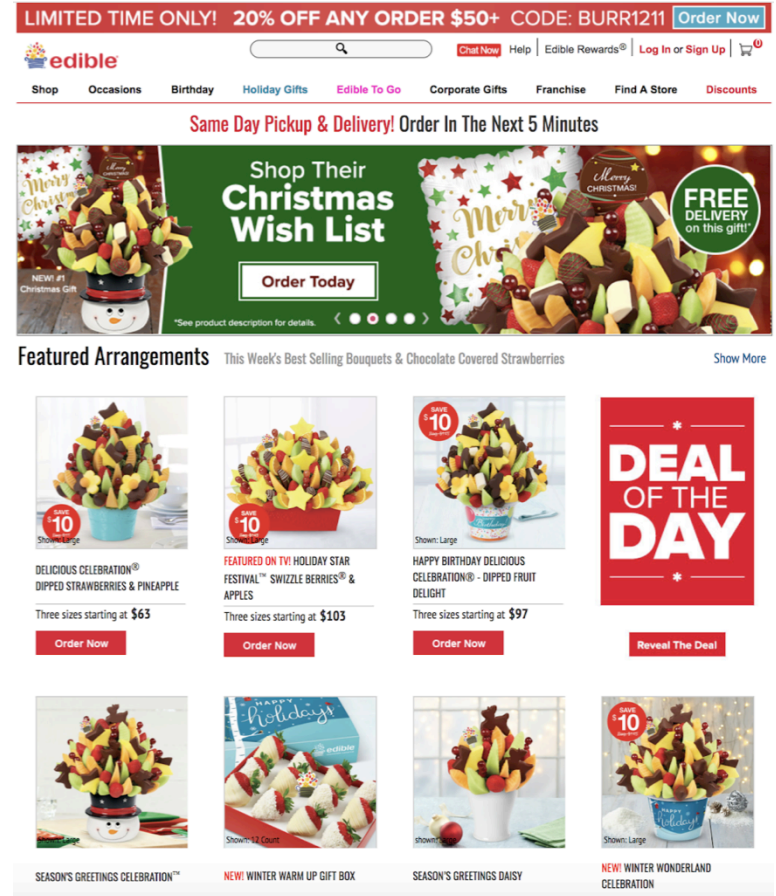 LIMITED TIME ONLY! 20% OFF ANY ORDER $50+ CODE: BURR1211 Order Now
edible
Chat Now Help Edible Rewards® Log In or Sign Up 0
Shop Occasions Birthday Holiday Gifts Edible To Go Corporate Gifts Franchise Find A Store Discounts
Same Day Pickup & Delivery! Order In The Next 5 Minutes
Merry
Christmas
Merry
CHRISTMAS!
NEW! #1
Christmas Gift
Shop Their
Christmas
Wish List
Order Today
*See product description for details.
Merry
Merry
CHRISTMAS!
FREE
DELIVERY
on this gift!*
Featured Arrangements This Week's Best Selling Bouquets & Chocolate Covered Strawberries Show More
SAVE
$10
Shown: Large
DELICIOUS CELEBRATION®
DIPPED STRAWBERRIES & PINEAPPLE
Three sizes starting at $63
Order Now
SAVE
$10
Shown: Large
FEATURED ON TV! HOLIDAY STAR
FESTIVAL™ SWIZZLE BERRIES® &
APPLES
Three sizes starting at $103
Order Now
SAVE
$10
Birthday
Shown: Large
HAPPY BIRTHDAY DELICIOUS
CELEBRATION® - DIPPED FRUIT
DELIGHT
Three sizes starting at $97
Order Now
DEAL
OF THE
DAY
Reveal The Deal
Shown: Large
SEASON'S GREETINGS CELEBRATION™
HAPPY
holidays
edible
Shown: 12 Count
NEW! WINTER WARM UP GIFT BOX
shown: Large
SEASON'S GREETINGS DAISY
SAVE
$10
HAPPY
holidays
Shown: Large
NEW! WINTER WONDERLAND
CELEBRATION